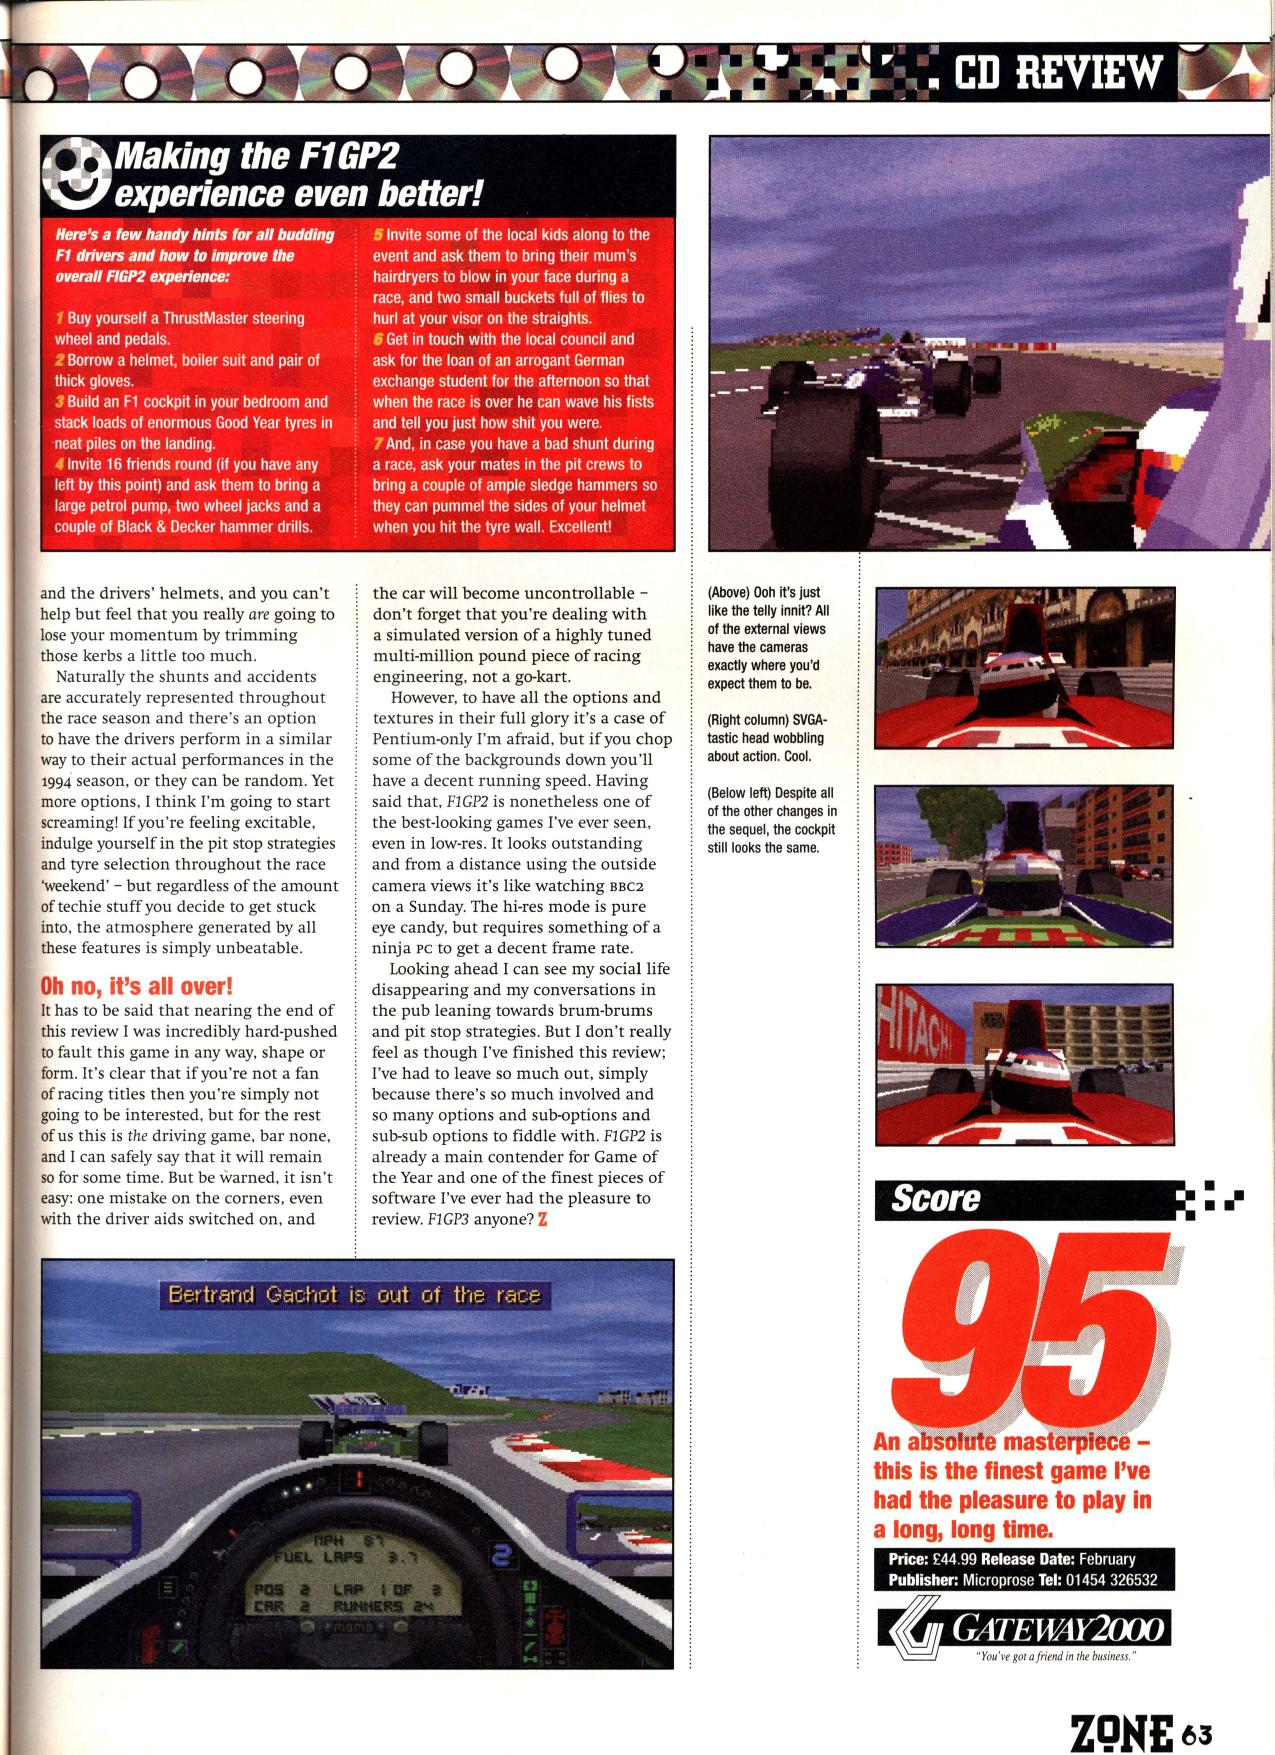 CD REVIEW
Making the F1GP2
experience even better!
Here's a few handy hints for all budding
F1 drivers and how to improve the
overall FIGP2 experience:
1 Buy yourself a ThrustMaster steering
wheel and pedals.
2 Borrow a helmet, boiler suit and pair of
thick gloves.
3 Build an F1 cockpit in your bedroom and
stack loads of enormous Good Year tyres in
neat piles on the landing.
4 Invite 16 friends round (if you have any
left by this point) and ask them to bring a
large petrol pump, two wheel jacks and a
couple of Black & Decker hammer drills.
5 Invite some of the local kids along to the
event and ask them to bring their mum's
hairdryers to blow in your face during a
race, and two small buckets full of flies to
hurl at your visor on the straights.
6 Get in touch with the local council and
ask for the loan of an arrogant German
exchange student for the afternoon so that
when the race is over he can wave his fists
and tell you just how shit you were.
7 And, in case you have a bad shunt during
a race, ask your mates in the pit crews to
bring a couple of ample sledge hammers so
they can pummel the sides of your helmet
when you hit the tyre wall. Excellent!
and the drivers' helmets, and you can't
help but feel that you really are going to
lose your momentum by trimming
those kerbs a little too much.
Naturally the shunts and accidents
are accurately represented throughout
the race season and there's an option
to have the drivers perform in a similar
way to their actual performances in the
1994 season, or they can be random. Yet
more options, I think I'm going to start
screaming! If you're feeling excitable,
indulge yourself in the pit stop strategies
and tyre selection throughout the race
'weekend' – but regardless of the amount
of techie stuff you decide to get stuck
into, the atmosphere generated by all
these features is simply unbeatable.
Oh no, it's all over!
It has to be said that nearing the end of
this review I was incredibly hard-pushed
to fault this game in any way, shape or
form. It's clear that if you're not a fan
of racing titles then you're simply not
going to be interested, but for the rest
of us this is the driving game, bar none,
and I can safely say that it will remain
so for some time. But be warned, it isn't
easy: one mistake on the corners, even
with the driver aids switched on, and
the car will become uncontrollable –
don't forget that you're dealing with
a simulated version of a highly tuned
multi-million pound piece of racing
engineering, not a go-kart.
However, to have all the options and
textures in their full glory it's a case of
Pentium-only I'm afraid, but if you chop
some of the backgrounds down you'll
have a decent running speed. Having
said that, F1GP2 is nonetheless one of
the best-looking games I've ever seen,
even in low-res. It looks outstanding
and from a distance using the outside
camera views it's like watching BBC2
on a Sunday. The hi-res mode is pure
eye candy, but requires something of a
ninja PC to get a decent frame rate.
Looking ahead I can see my social life
disappearing and my conversations in
the pub leaning towards brum-brums
and pit stop strategies. But I don't really
feel as though I've finished this review;
I've had to leave so much out, simply
because there's so much involved and
so many options and sub-options and
sub-sub options to fiddle with. F1GP2 is
already a main contender for Game of
the Year and one of the finest pieces of
software I've ever had the pleasure to
review. F1GP3 anyone? Z
(Above) Ooh it's just
like the telly innit? All
of the external views
have the cameras
exactly where you'd
expect them to be.
(Right column) SVGA-
tastic head wobbling
about action. Cool.
(Below left) Despite all
of the other changes in
the sequel, the cockpit
still looks the same.
HITACHI
Bertrand Gachot is out of the race
1
MPH 87
FUEL LAPS 3.7
POS 2 LAP 1 OF 3
CAR 2 RUNNERS 24
MOMO
2
Score
95
An absolute masterpiece –
this is the finest game I've
had the pleasure to play in
a long, long time.
Price: £44.99 Release Date: February
Publisher: Microprose Tel: 01454 326532
GATEWAY2000
"You've got a friend in the business."
ZONE 63